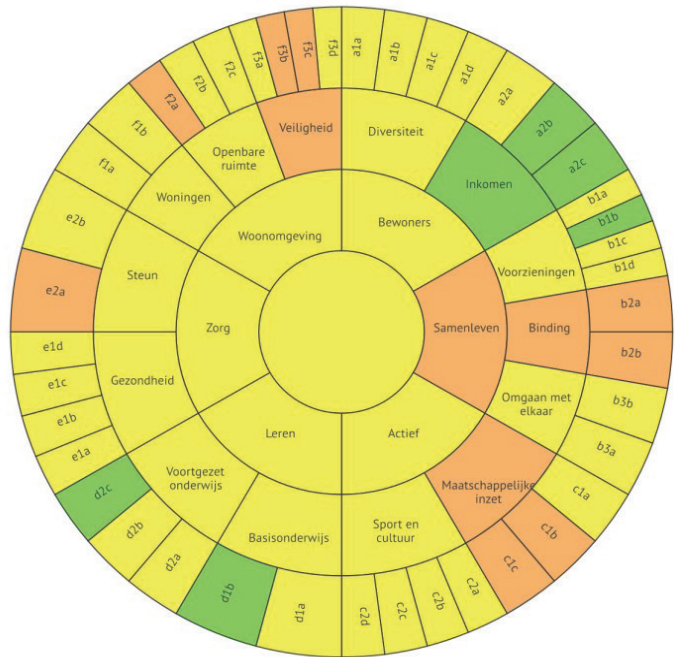 f3d
a1a
a1b
a1c
a1d
a2a
a2b
a2c
b1a
b1b
b1c
b1d
b2a
b2b
b3b
b3a
c1a
c1b
c1c
c2a
c2b
c2c
c2d
d1a
d1b
d2a
d2b
d2c
e1a
e1b
e1c
e1d
e2a
e2b
f1a
f1b
f2a
f2b
f2c
f3a
f3b
f3c
Diversiteit
Inkomen
Voorzieningen
Binding
Omgaan met
elkaar
Maatschappelijke
inzet
Sport en
cultuur
Basisonderwijs
Voortgezet
onderwijs
Gezondheid
Steun
Woningen
Openbare
ruimte
Veiligheid
Bewoners
Samenleven
Actief
Leren
Zorg
Woonomgeving